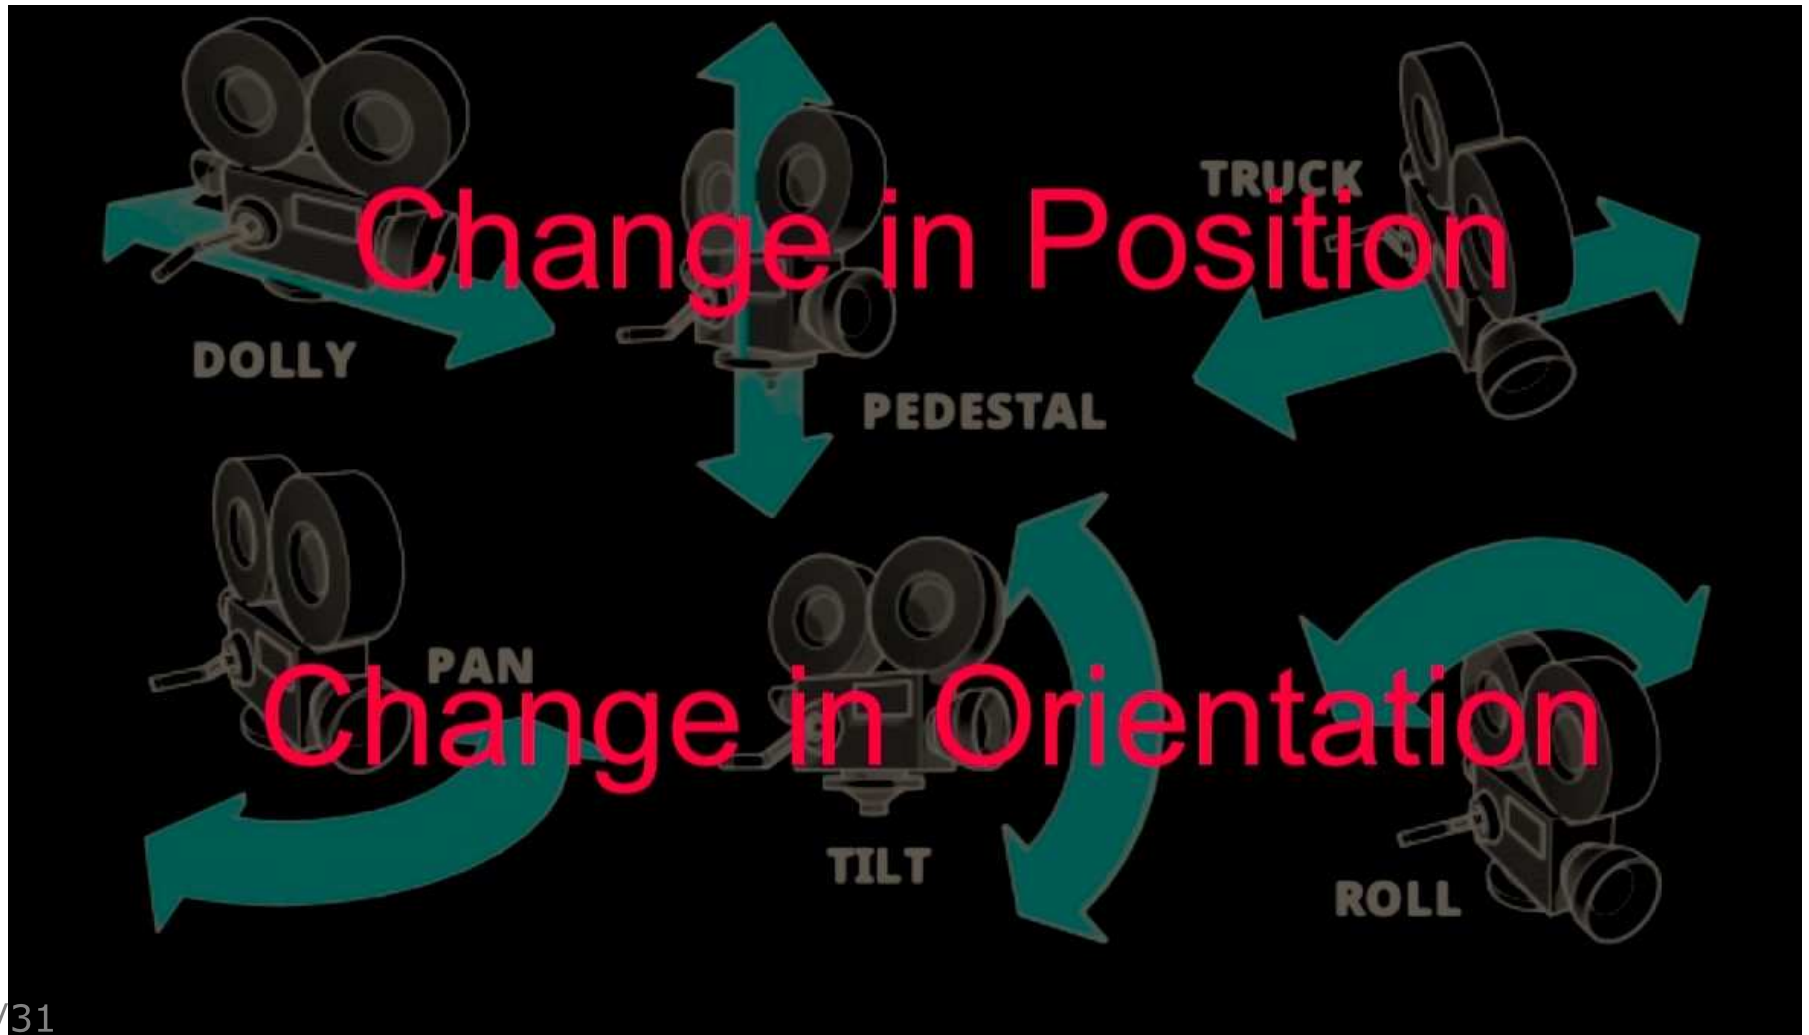 TRUCK
Change in Position
DOLLY
PEDESTAL
PAN
Change in Orientation
TILT
ROLL
/31